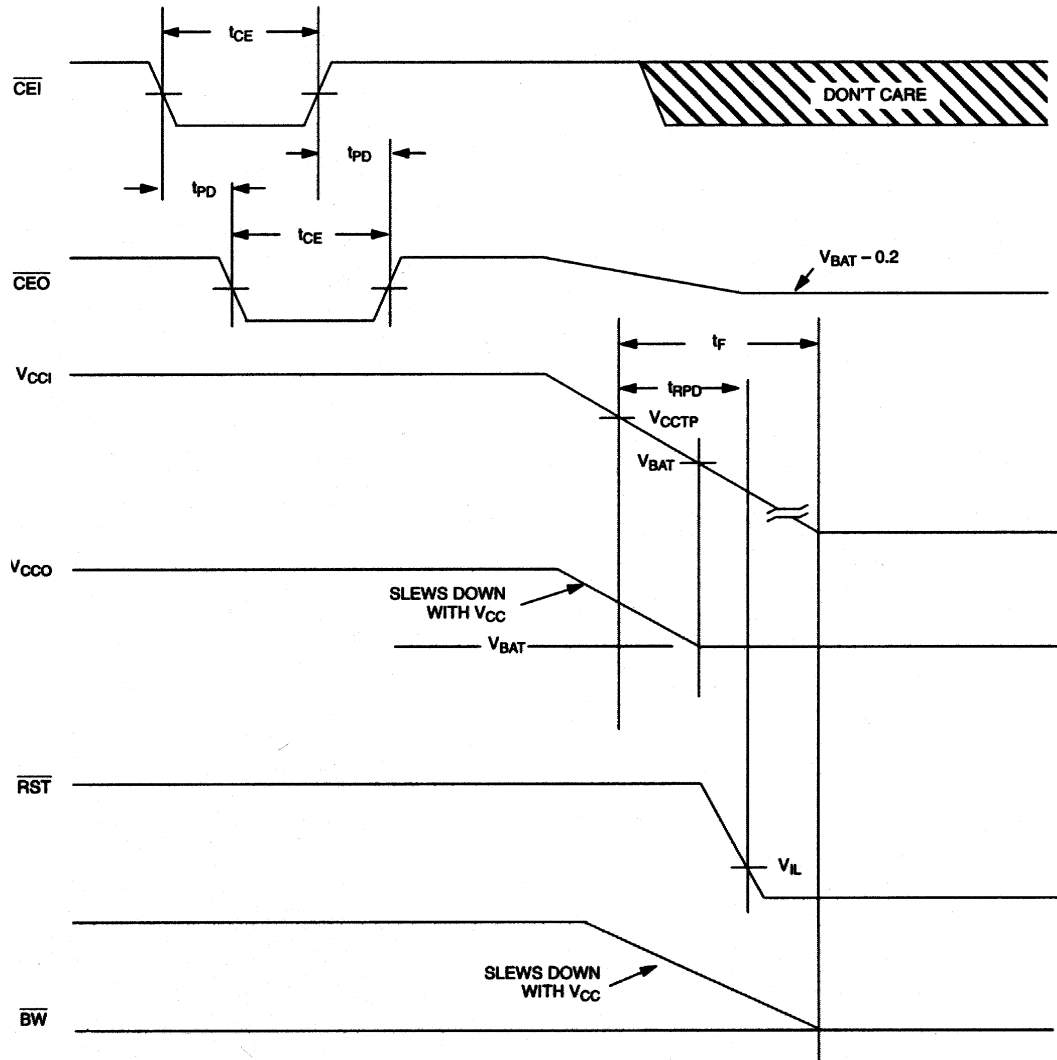 tCE
CEI
DON'T CARE
tPD
tPD
tCE
VBAT – 0.2
CEO
tF
VCCI
tRPD
VCCTP
VBAT
VCCO
SLEWS DOWN
WITH VCC
VBAT
RST
VIL
SLEWS DOWN
WITH VCC
BW